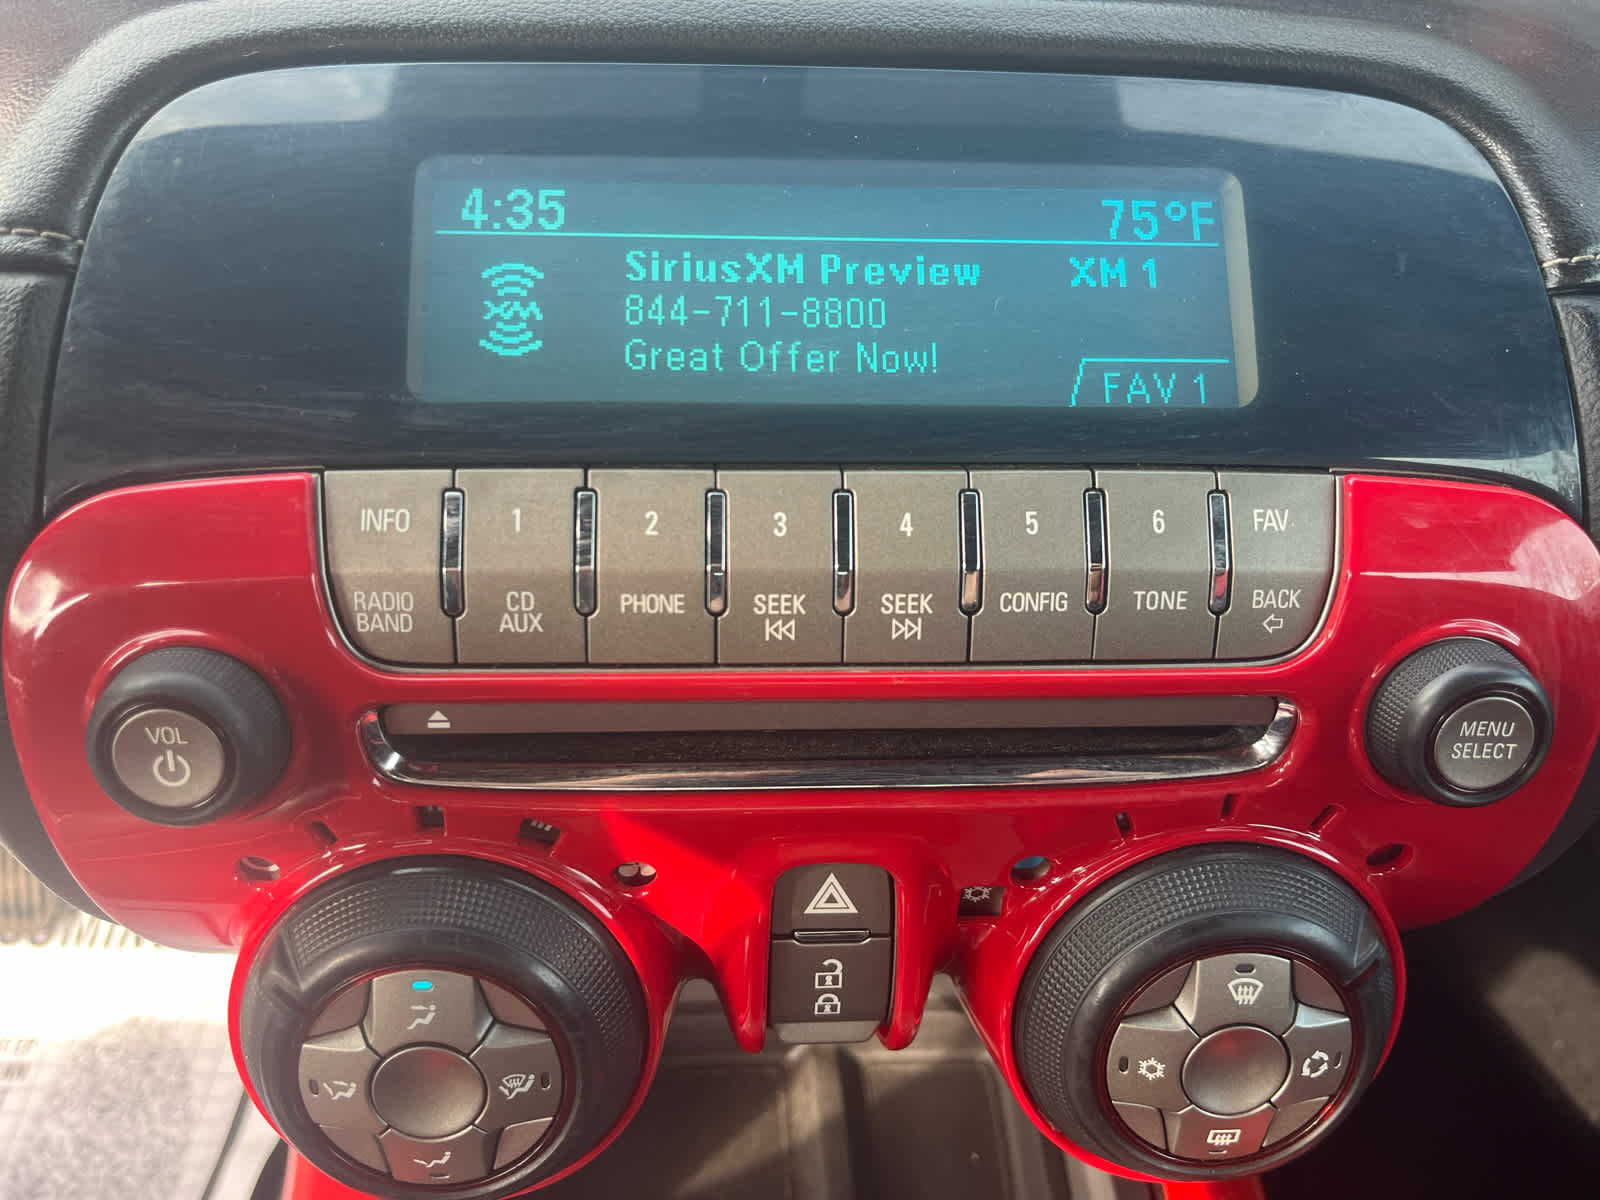 4:35
75°F
SiriusXM Preview
XM 1
XM
844-711-8800
Great Offer Now!
FAV 1
INFO
1
2
3
4
5
6
FAV
RADIO
BAND
CD
AUX
PHONE
SEEK
SEEK
CONFIG
TONE
BACK
VOL
MENU
SELECT